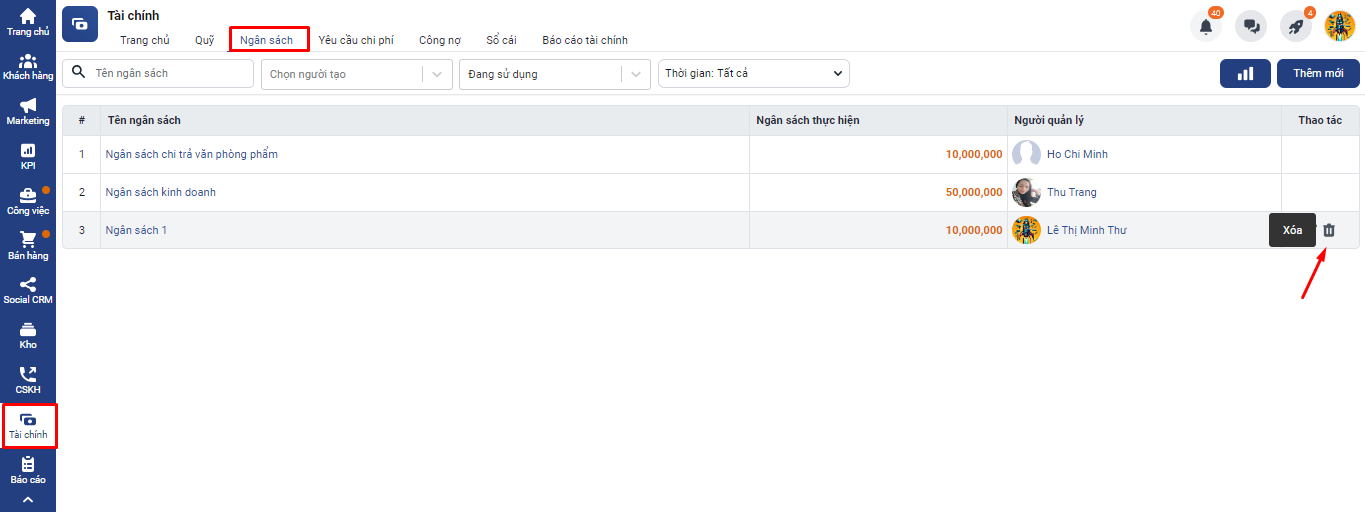 Tài chính
Trang chủ Quỹ Ngân sách Yêu cầu chi phí Công nợ Sổ cái Báo cáo tài chính
40
4
Tên ngân sách Chọn người tạo Đang sử dụng Thời gian: Tất cả Thêm mới
# Tên ngân sách Ngân sách thực hiện Người quản lý Thao tác
1 Ngân sách chi trả văn phòng phẩm 10,000,000 Ho Chi Minh
2 Ngân sách kinh doanh 50,000,000 Thu Trang
3 Ngân sách 1 10,000,000 Lê Thị Minh Thư Xóa
Trang chủ
Khách hàng
Marketing
KPI
Công việc
Bán hàng
Social CRM
Kho
CSKH
Tài chính
Báo cáo